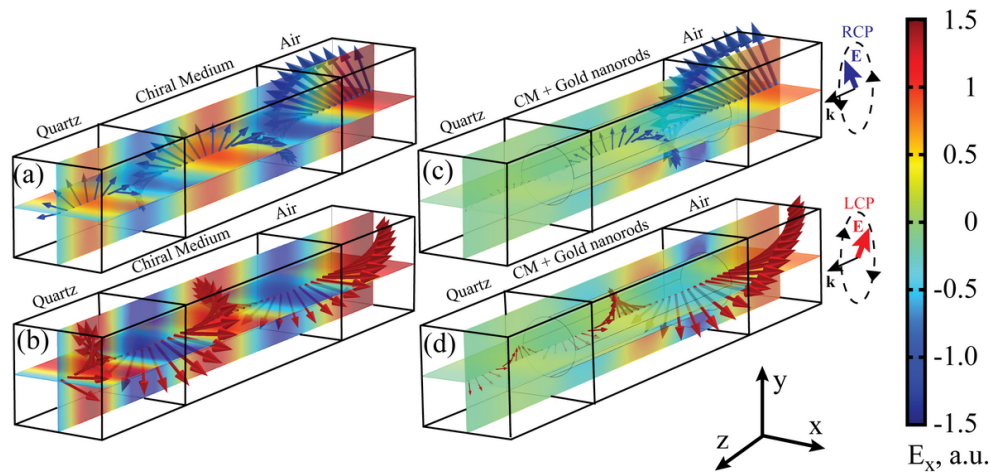 (a)
Quartz
Chiral Medium
Air
(b)
Quartz
Chiral Medium
Air
(c)
Quartz
CM + Gold nanorods
Air
(d)
Quartz
CM + Gold nanorods
Air
RCP
E
k
LCP
E
k
y
x
z
1.5
1
0.5
0
-0.5
-1.0
-1.5
Eₓ, a.u.